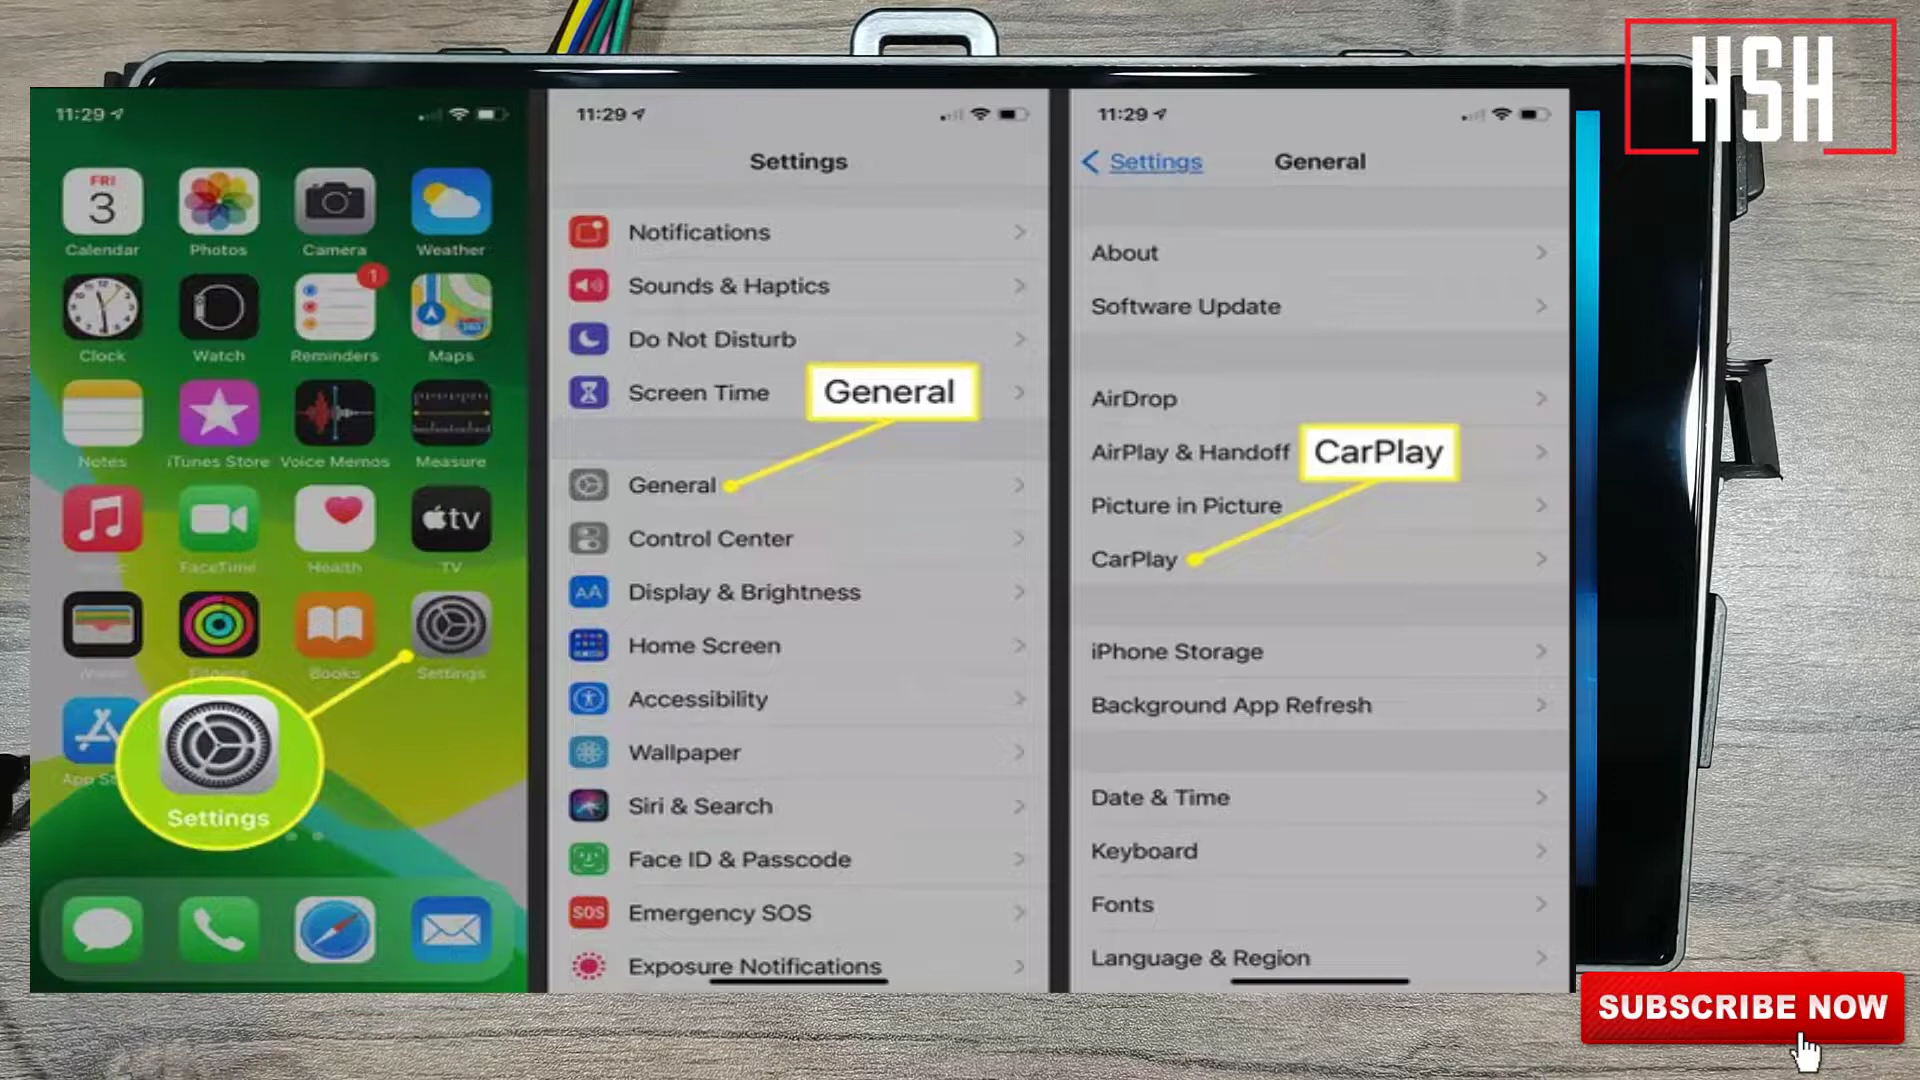 HSH
11:29
FRI
3
Calendar
Photos
Camera
Weather
1
Clock
Watch
Reminders
Maps
Notes
iTunes Store
Voice Memos
Measure
tv
FaceTime
Health
TV
Books
Settings
Settings
11:29
Settings
Notifications
Sounds & Haptics
Do Not Disturb
Screen Time
General
General
Control Center
AA Display & Brightness
Home Screen
Accessibility
Wallpaper
Siri & Search
Face ID & Passcode
SOS Emergency SOS
Exposure Notifications
11:29
Settings General
About
Software Update
AirDrop
AirPlay & Handoff
CarPlay
Picture in Picture
CarPlay
iPhone Storage
Background App Refresh
Date & Time
Keyboard
Fonts
Language & Region
SUBSCRIBE NOW